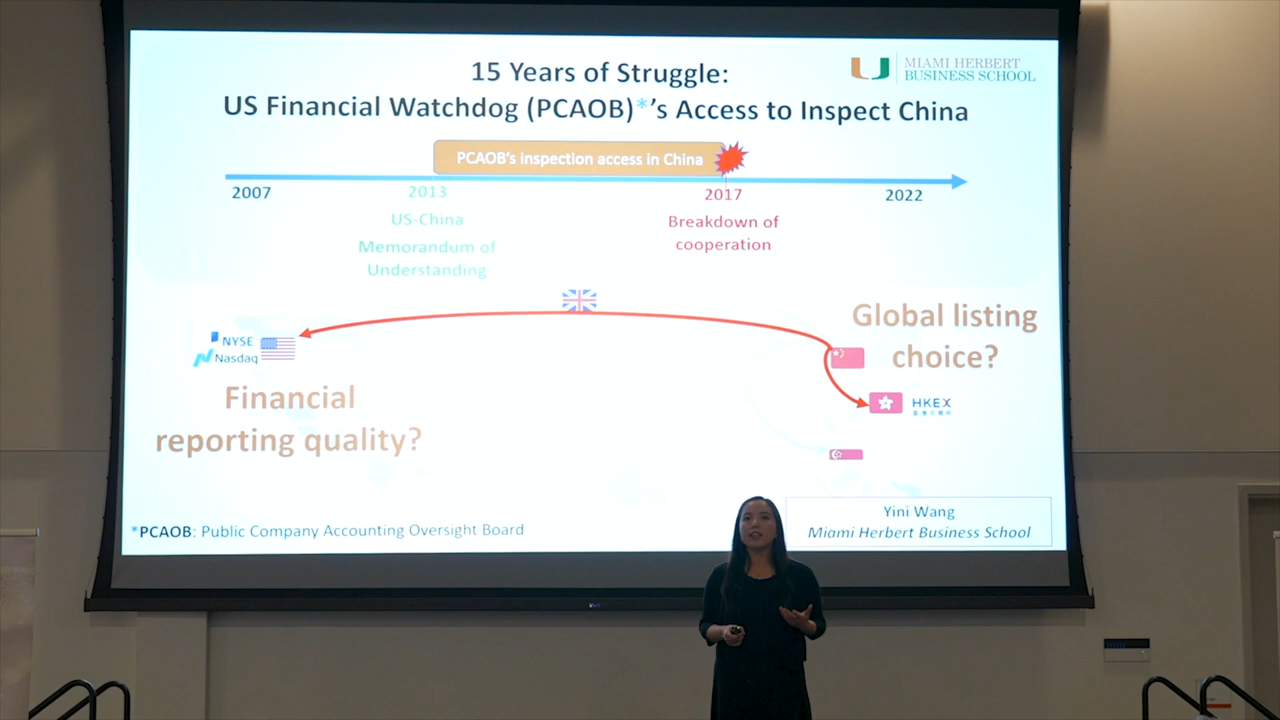 15 Years of Struggle:
US Financial Watchdog (PCAOB)*'s Access to Inspect China
U
MIAMI HERBERT
BUSINESS SCHOOL
PCAOB's inspection access in China
2007
2013
2017
2022
US-China
Memorandum of
Understanding
Breakdown of
cooperation
NYSE
Nasdaq
Global listing
choice?
HKEX
Financial
reporting quality?
*PCAOB: Public Company Accounting Oversight Board
Yini Wang
Miami Herbert Business School